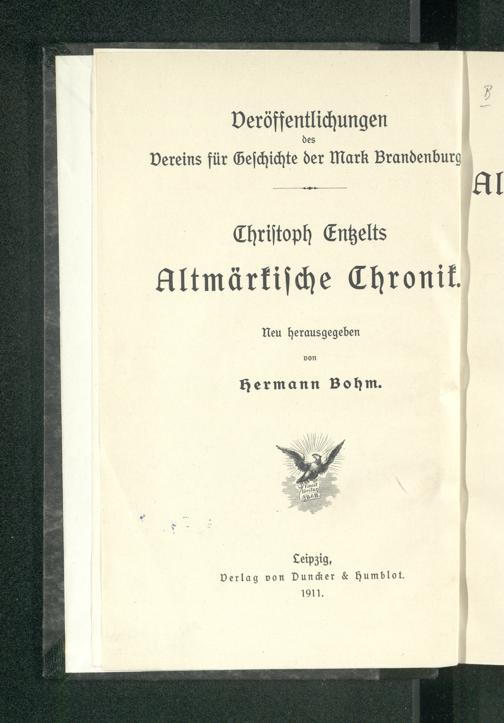 Veröffentlichungen
des
Vereins für Geschichte der Mark Brandenburg
Christoph Entzelts
Altmärkische Chronik.
Neu herausgegeben
von
Hermann Bohm.
Leipzig,
Verlag von Duncker & Humblot.
1911.
B
Al